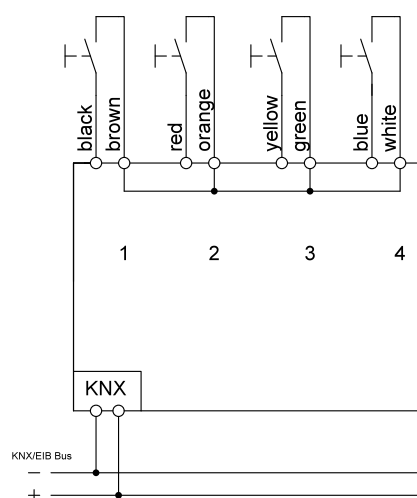 black
brown
red
orange
yellow
green
blue
white
1 2 3 4
KNX
KNX/EIB Bus
−
+